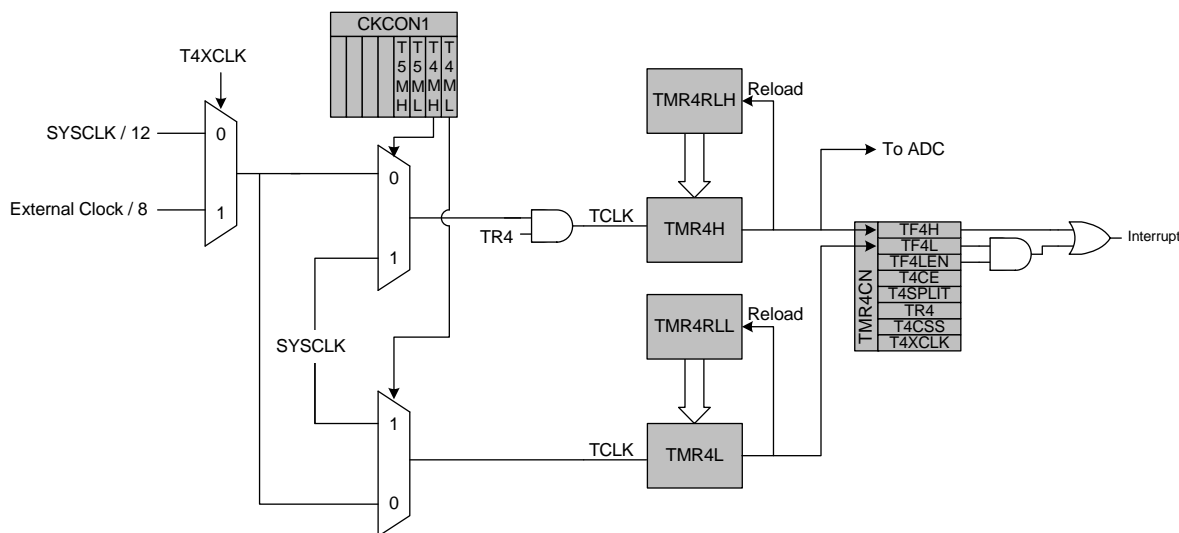 CKCON1
T5MH
T5ML
T4MH
T4ML
T4XCLK
SYSCLK / 12
0
1
External Clock / 8
0
1
TR4
TCLK
TMR4RLH
Reload
TMR4H
To ADC
TMR4CN
TF4H
TF4L
TF4LEN
T4CE
T4SPLIT
TR4
T4CSS
T4XCLK
Interrupt
SYSCLK
1
0
TCLK
TMR4RLL
Reload
TMR4L